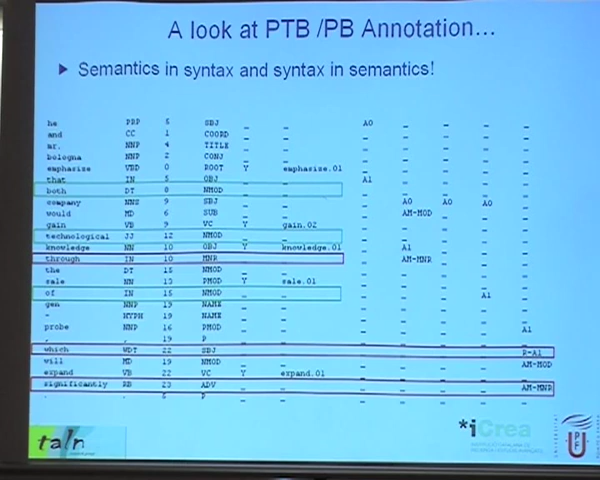 A look at PTB /PB Annotation...
Semantics in syntax and syntax in semantics!
he PRP 5 SBJ _ _ A0 _ _ _ _
and CC 1 COORD _ _ _ _ _ _ _
mr. NNP 4 TITLE _ _ _ _ _ _ _
bologna NNP 2 CONJ _ _ _ _ _ _ _
emphasize VBD 0 ROOT Y emphasize.01 _ _ _ _ _
that IN 5 OBJ _ _ A1 _ _ _ _
both DT 8 NMOD _ _ _ _ _ _ _
company NNS 9 SBJ _ _ _ A0 A0 A0 _
would MD 6 SUB _ _ _ AM-MOD _ _ _
gain VB 9 VC Y gain.02 _ _ _ _ _
technological JJ 12 NMOD _ _ _ _ _ _ _
knowledge NN 10 OBJ Y knowledge.01 _ A1 _ _ _
through IN 10 MNR _ _ _ AM-MNR _ _ _
the DT 15 NMOD _ _ _ _ _ _ _
sale NN 13 PMOD Y sale.01 _ _ _ _ _
of IN 15 NMOD _ _ _ _ _ A1 _
gen NNP 19 NAME _ _ _ _ _ _ _
- HYPH 19 NAME _ _ _ _ _ _ _
probe NNP 16 PMOD _ _ _ _ _ _ A1
, , 19 P _ _ _ _ _ _ _
which WDT 22 SBJ _ _ _ _ _ _ R-A1
will MD 19 NMOD _ _ _ _ _ _ AM-MOD
expand VB 22 VC Y expand.01 _ _ _ _ _
significantly RB 23 ADV _ _ _ _ _ _ AM-MNR
. . 5 P _ _ _ _ _ _ _
taln
*iCrea
UPF